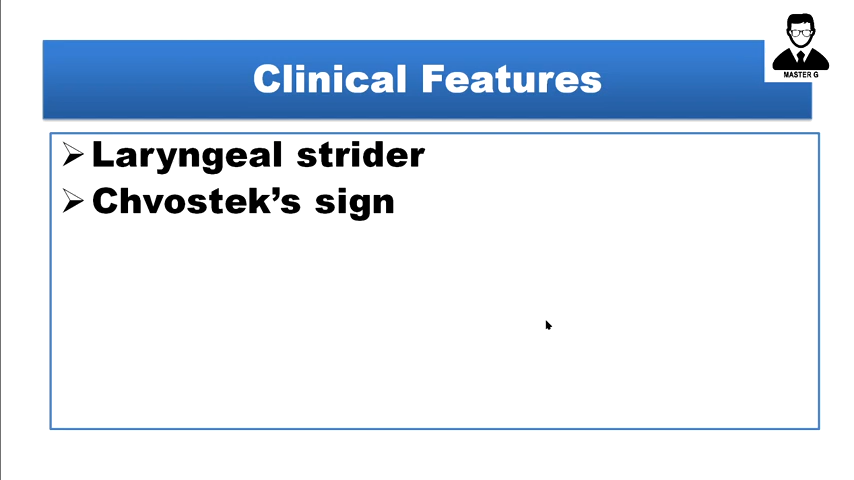 MASTER G
Clinical Features
Laryngeal strider
Chvostek's sign